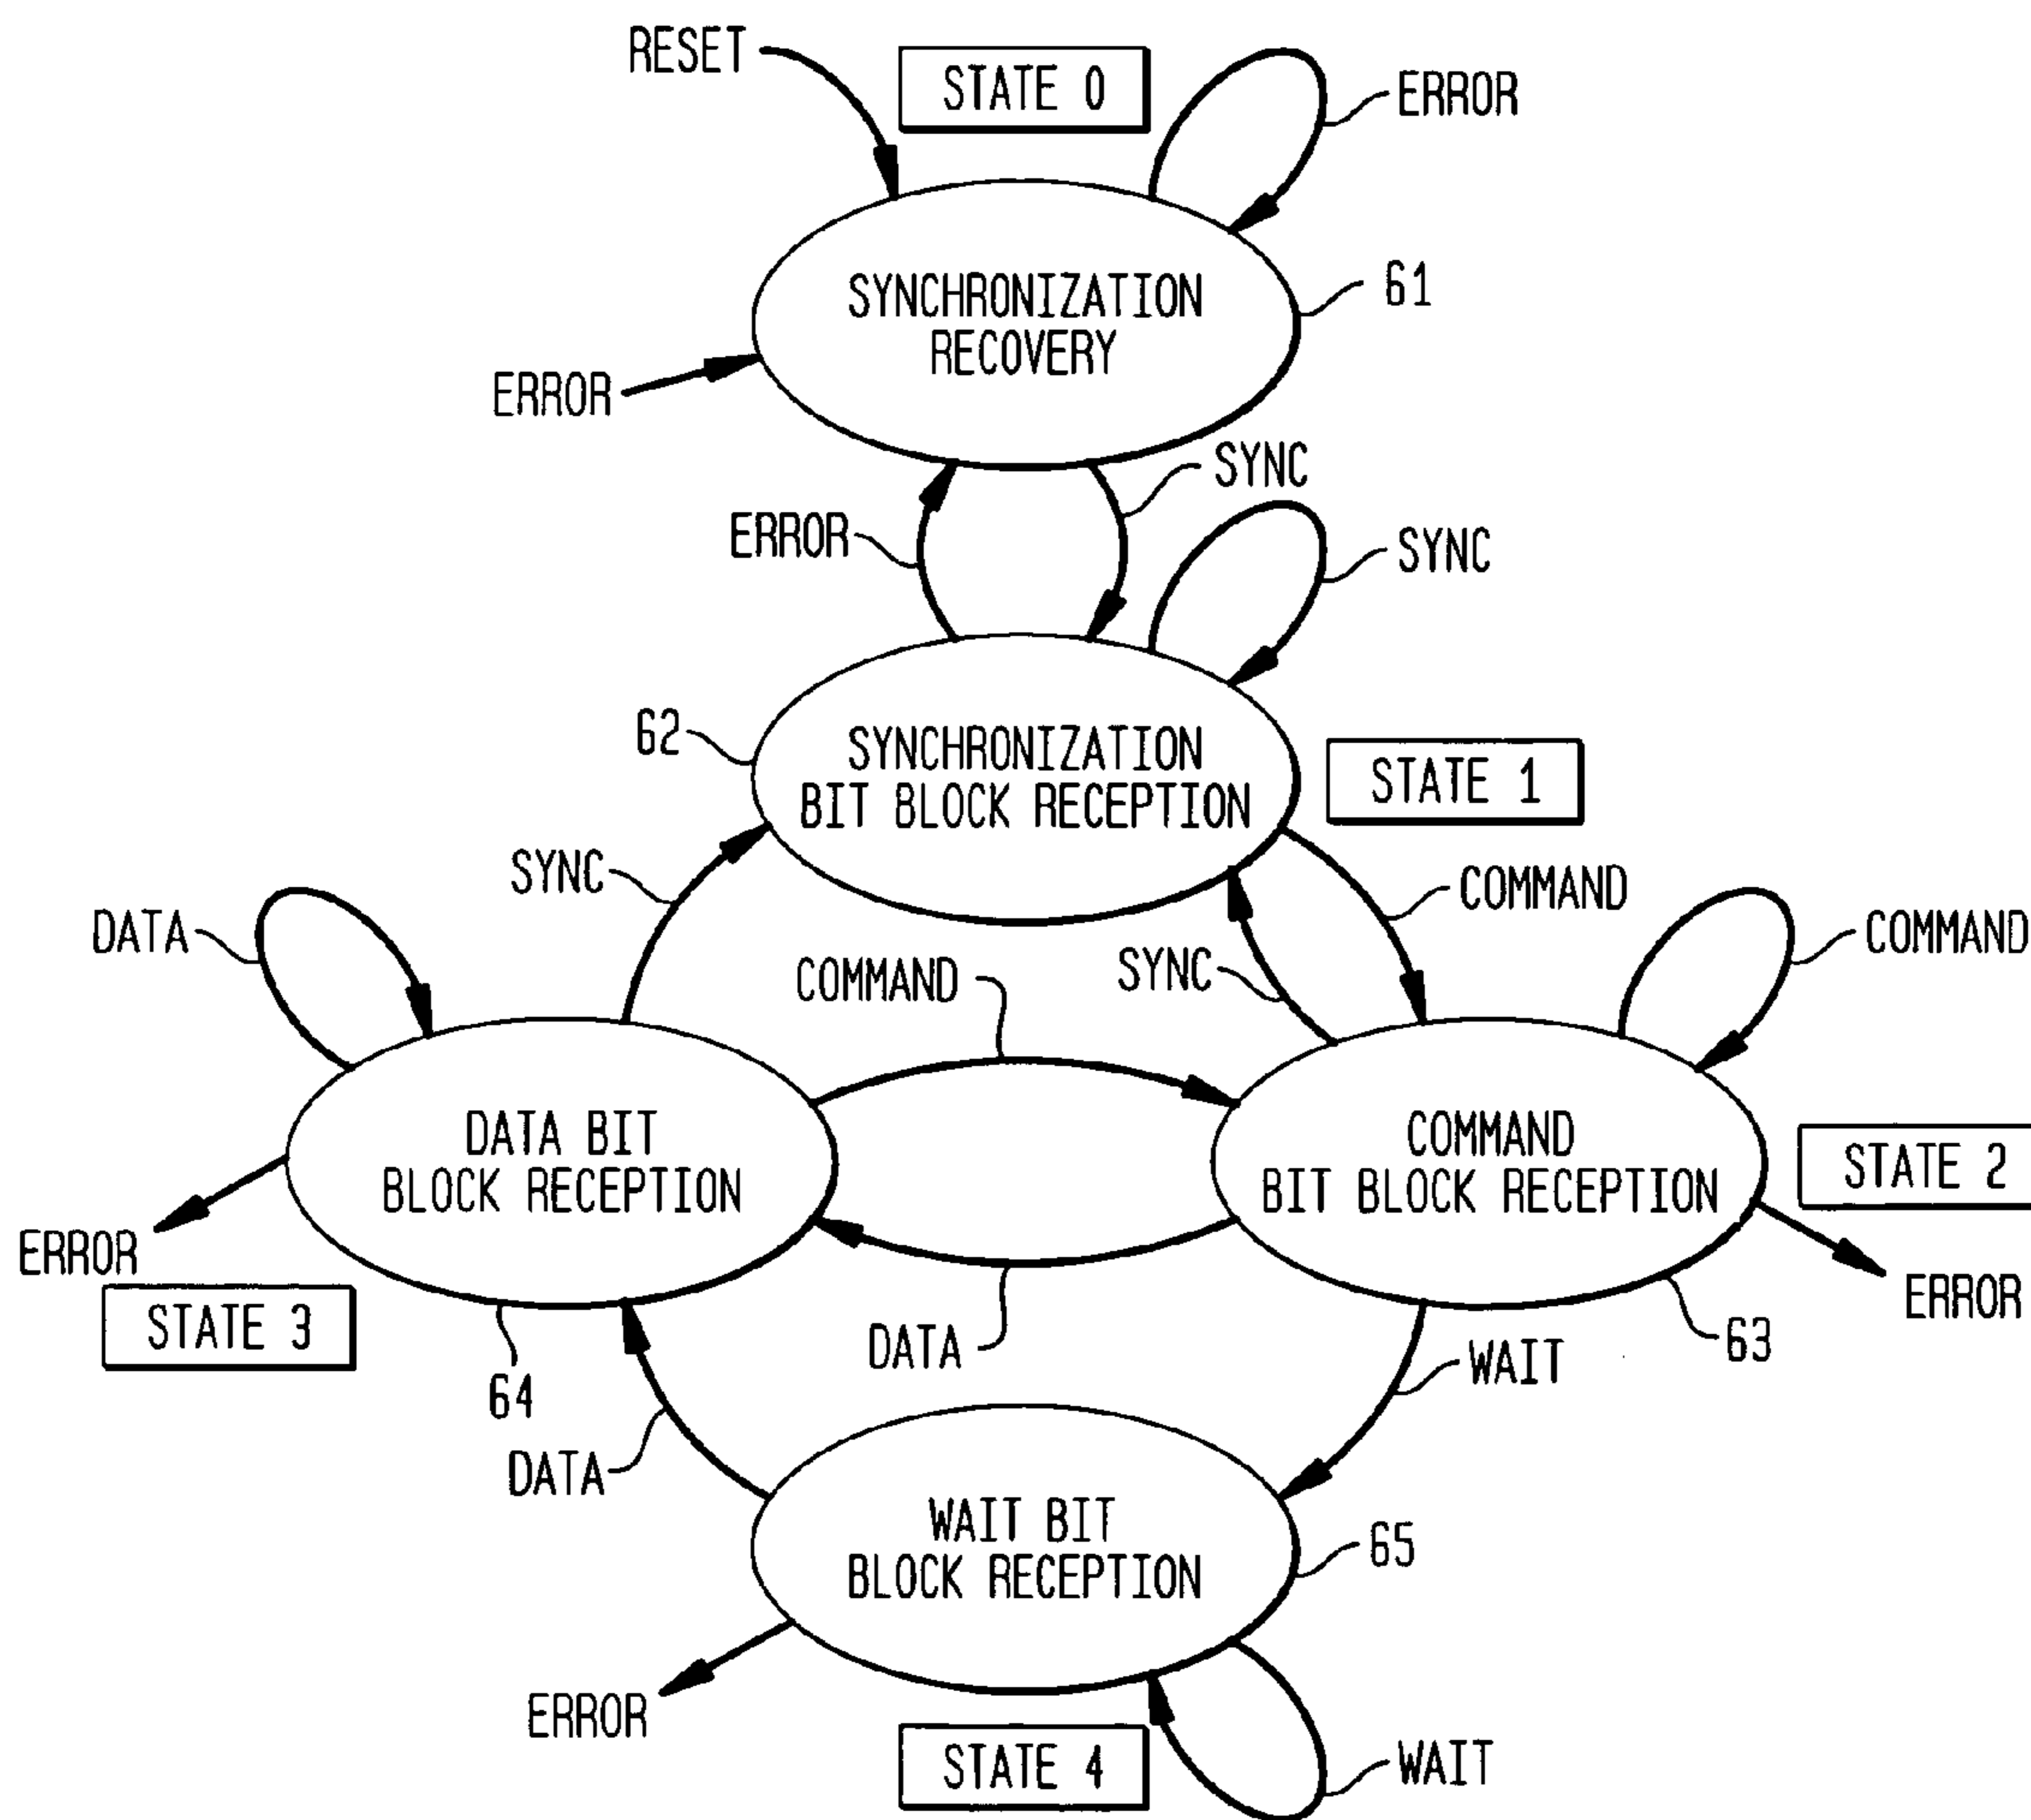 RESET
STATE 0
ERROR
SYNCHRONIZATION
RECOVERY
61
ERROR
SYNC
ERROR
SYNC
62
SYNCHRONIZATION
BIT BLOCK RECEPTION
STATE 1
SYNC
COMMAND
DATA
COMMAND
SYNC
COMMAND
DATA BIT
BLOCK RECEPTION
COMMAND
BIT BLOCK RECEPTION
STATE 2
ERROR
ERROR
STATE 3
DATA
63
WAIT
64
DATA
WAIT BIT
BLOCK RECEPTION
65
ERROR
STATE 4
WAIT